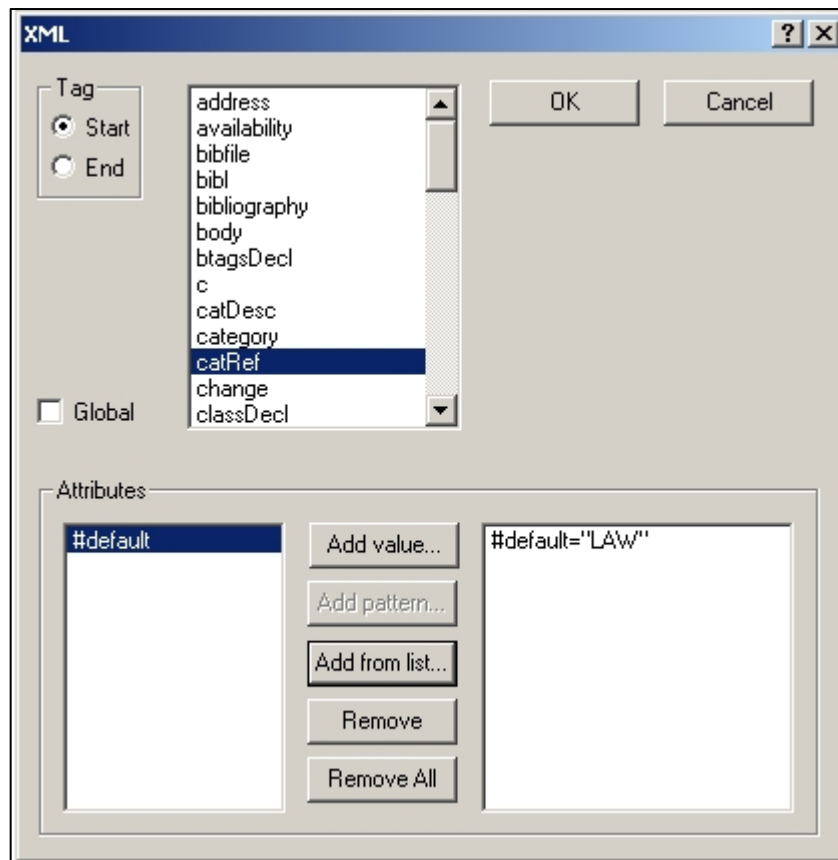 XML
Tag
Start
End
address
availability
bibfile
bibl
bibliography
body
btagsDecl
c
catDesc
category
catRef
change
classDecl
OK
Cancel
Global
Attributes
#default
Add value...
Add pattern...
Add from list...
Remove
Remove All
#default="LAW"